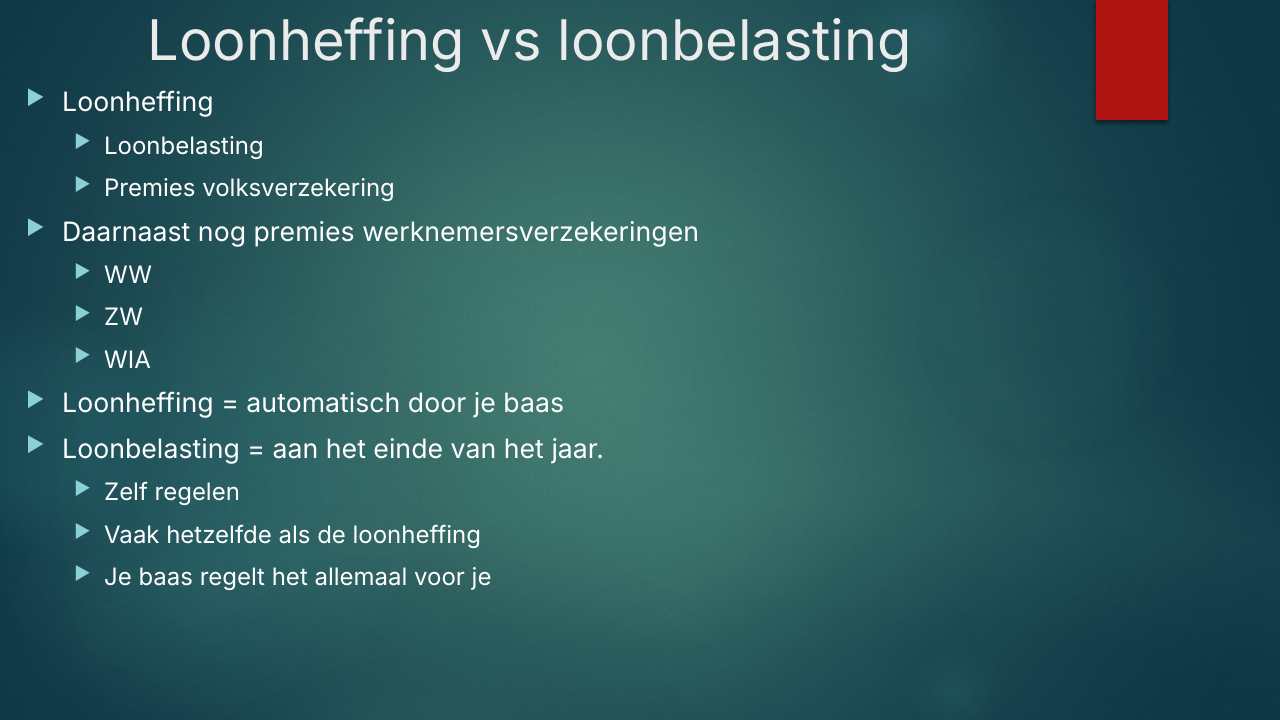 Loonheffing vs loonbelasting
Loonheffing
Loonbelasting
Premies volksverzekering
Daarnaast nog premies werknemersverzekeringen
WW
ZW
WIA
Loonheffing = automatisch door je baas
Loonbelasting = aan het einde van het jaar.
Zelf regelen
Vaak hetzelfde als de loonheffing
Je baas regelt het allemaal voor je